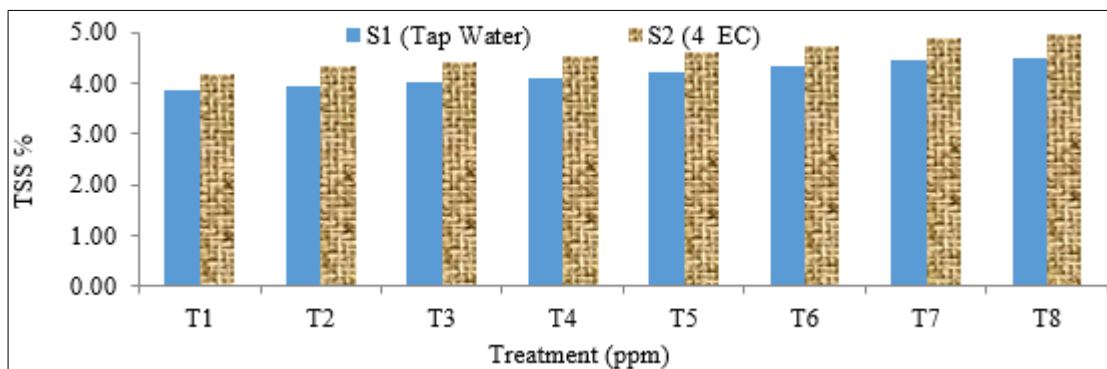 S1 (Tap Water) S2 (4 EC)
TSS %
5.00
4.00
3.00
2.00
1.00
0.00
T1 T2 T3 T4 T5 T6 T7 T8
Treatment (ppm)